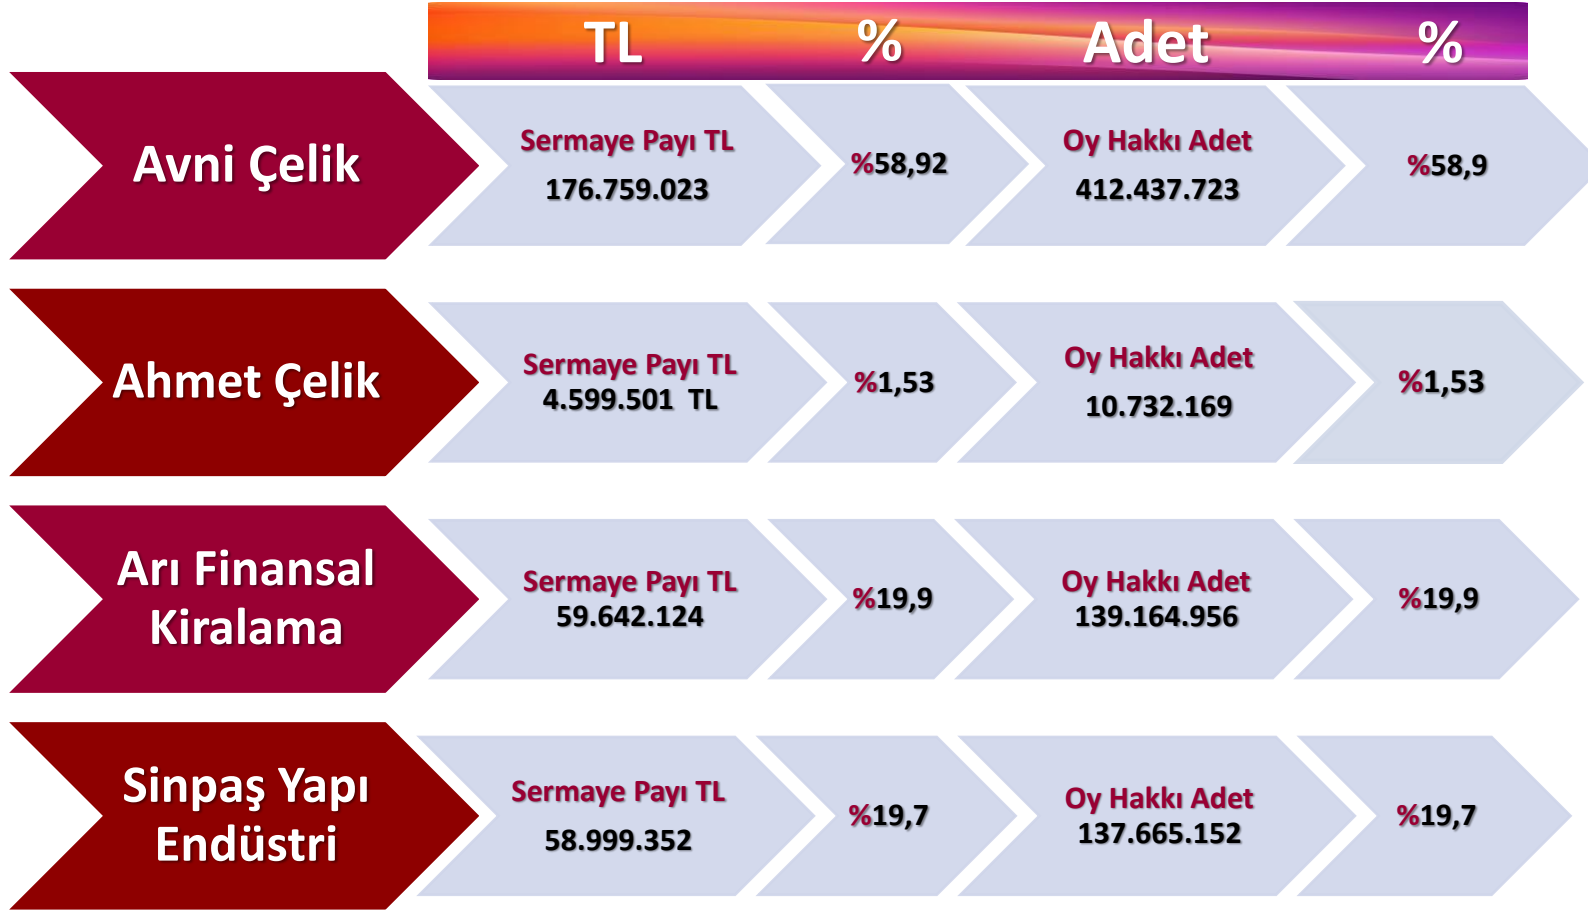 TL % Adet %
Avni Çelik
Sermaye Payı TL
176.759.023
%58,92
Oy Hakkı Adet
412.437.723
%58,9
Ahmet Çelik
Sermaye Payı TL
4.599.501 TL
%1,53
Oy Hakkı Adet
10.732.169
%1,53
Arı Finansal
Kiralama
Sermaye Payı TL
59.642.124
%19,9
Oy Hakkı Adet
139.164.956
%19,9
Sinpaş Yapı
Endüstri
Sermaye Payı TL
58.999.352
%19,7
Oy Hakkı Adet
137.665.152
%19,7